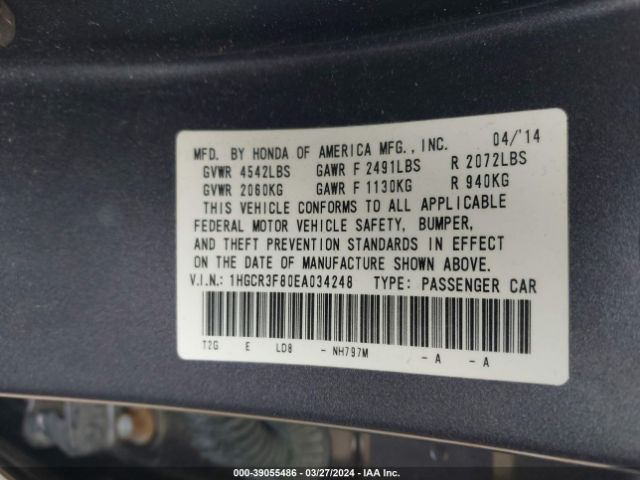 MFD. BY HONDA OF AMERICA MFG., INC. 04/'14
GVWR 4542LBS GAWR F 2491LBS R 2072LBS
GVWR 2060KG GAWR F 1130KG R 940KG
THIS VEHICLE CONFORMS TO ALL APPLICABLE
FEDERAL MOTOR VEHICLE SAFETY, BUMPER,
AND THEFT PREVENTION STANDARDS IN EFFECT
ON THE DATE OF MANUFACTURE SHOWN ABOVE.
V.I.N.: 1HGCR3F80EA034248 TYPE: PASSENGER CAR
T2G E LD8 - NH797M - A - A
000-39055486 | 03/27/2024 | IAA Inc.